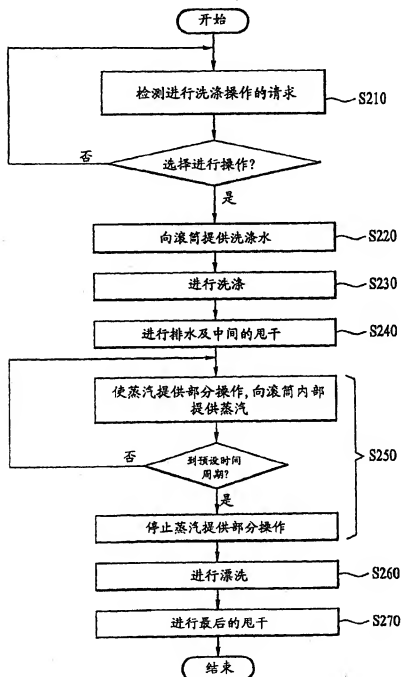 开始
检测进行洗涤操作的请求
S210
否
选择进行操作?
是
向滚筒提供洗涤水
S220
进行洗涤
S230
进行排水及中间的甩干
S240
使蒸汽提供部分操作,向滚筒内部
提供蒸汽
否
到预设时间
周期?
S250
是
停止蒸汽提供部分操作
进行漂洗
S260
进行最后的甩干
S270
结束